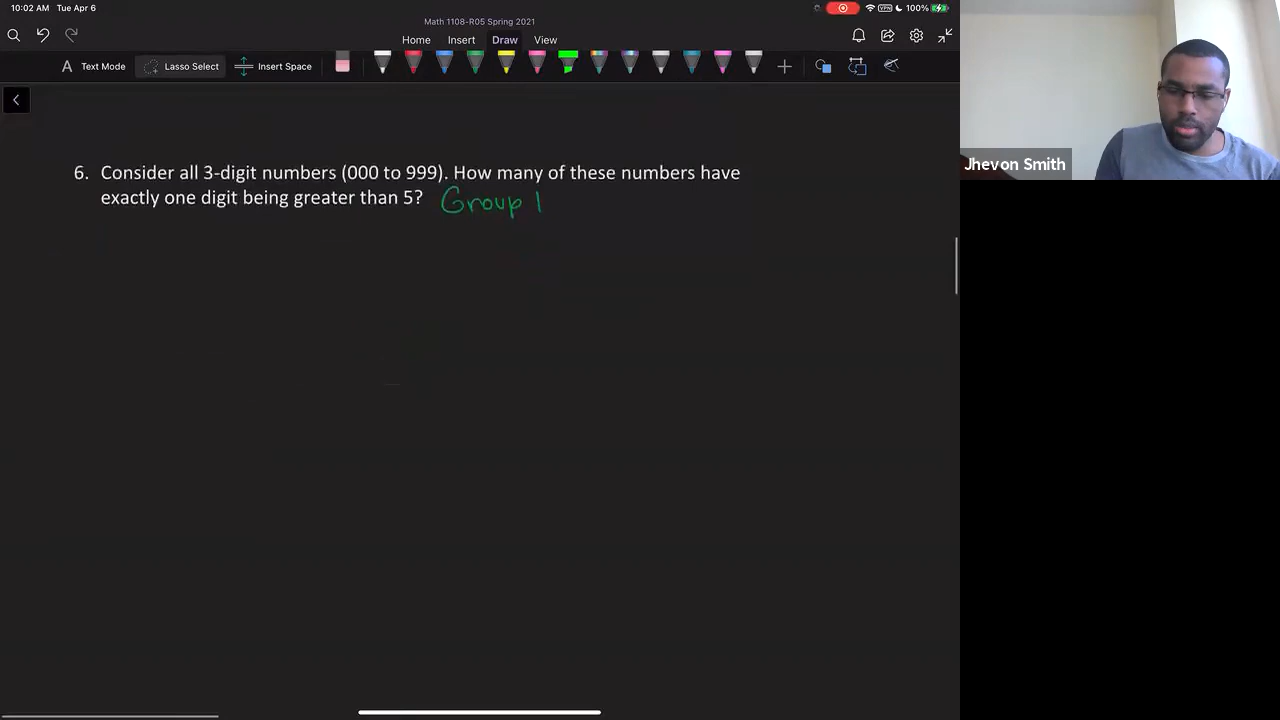 10:02 AM Tue Apr 6
VPN 100%
Math 1108-R05 Spring 2021
Home Insert Draw View
A Text Mode Lasso Select Insert Space
6. Consider all 3-digit numbers (000 to 999). How many of these numbers have
exactly one digit being greater than 5? Group 1
Jhevon Smith